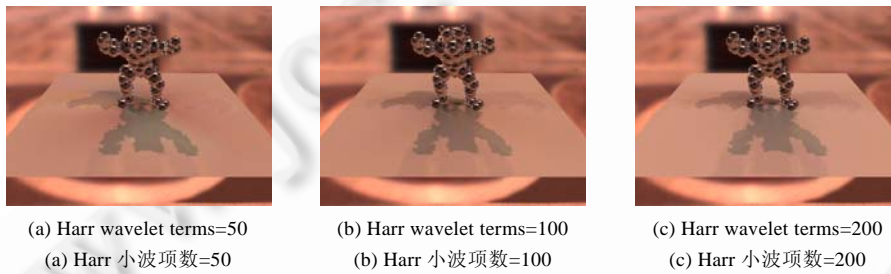 (a) Harr wavelet terms=50
(b) Harr wavelet terms=100
(c) Harr wavelet terms=200
(a) Harr 小波项数=50
(b) Harr 小波项数=100
(c) Harr 小波项数=200